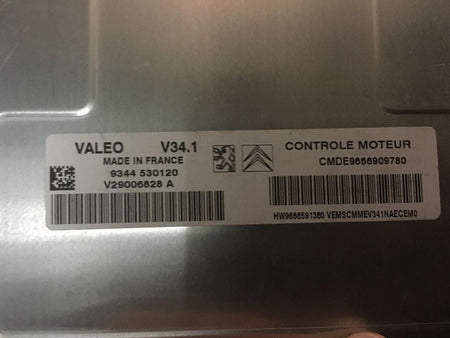 VALEO V34.1
MADE IN FRANCE
9344 530120
V29006828 A
CONTROLE MOTEUR
CMDE9666909780
HW9666591380 VEMSCMMEV341NAECEM0